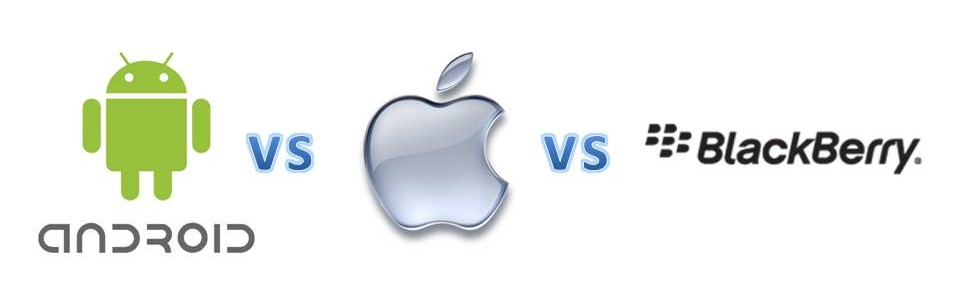 VS
VS
BlackBerry®
ANDROID